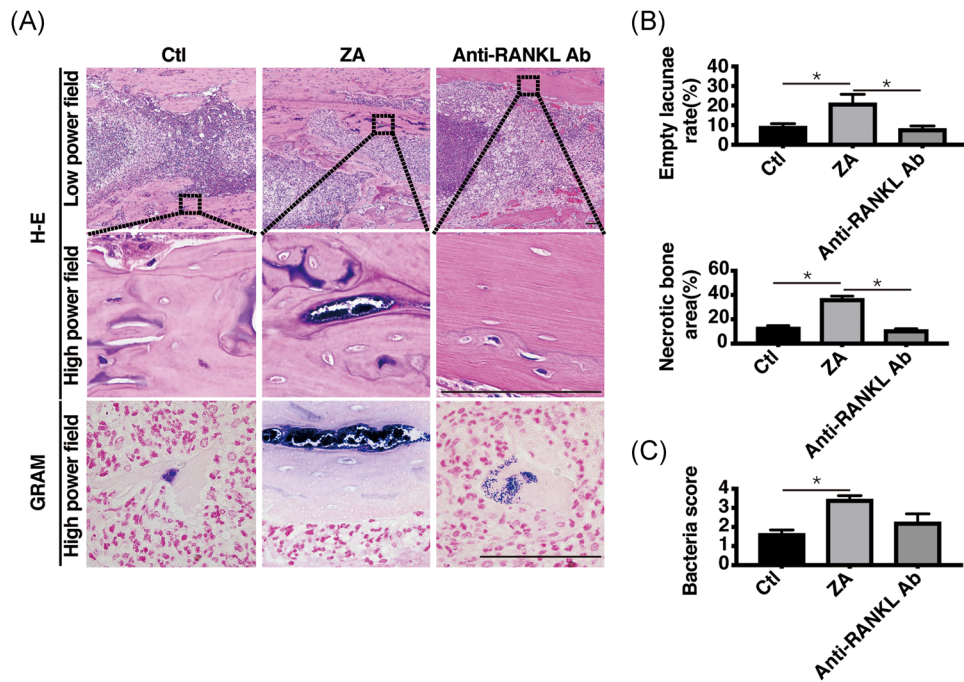 (A)
Ctl
ZA
Anti-RANKL Ab
H-E
Low power field
High power field
GRAM
High power field
(B)
Empty lacunae
rate(%)
40
30
20
10
0
*
*
Ctl
ZA
Anti-RANKL Ab
Necrotic bone
area(%)
60
40
20
0
*
*
Ctl
ZA
Anti-RANKL Ab
(C)
Bacteria score
4
3
2
1
0
*
Ctl
ZA
Anti-RANKL Ab